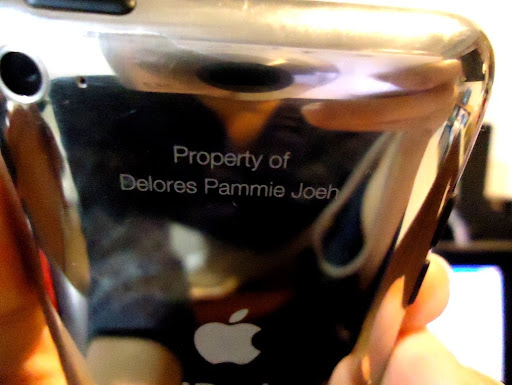 Property of
Delores Pammie Joeh